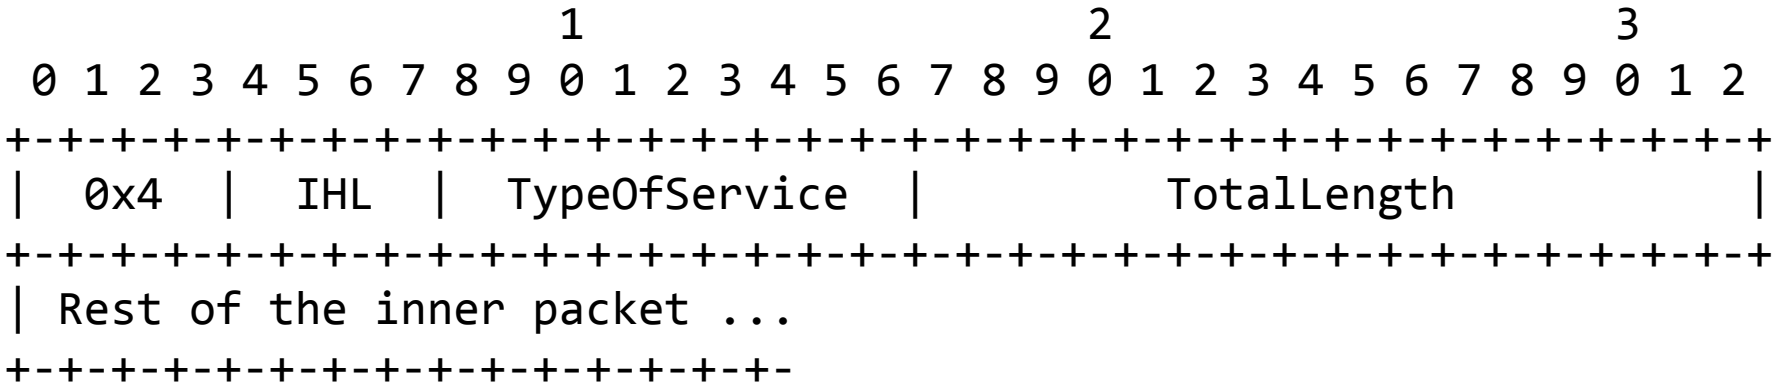 1                   2                   3
 0 1 2 3 4 5 6 7 8 9 0 1 2 3 4 5 6 7 8 9 0 1 2 3 4 5 6 7 8 9 0 1 2
+-+-+-+-+-+-+-+-+-+-+-+-+-+-+-+-+-+-+-+-+-+-+-+-+-+-+-+-+-+-+-+-+-+
|  0x4  |  IHL  |  TypeOfService  |         TotalLength           |
+-+-+-+-+-+-+-+-+-+-+-+-+-+-+-+-+-+-+-+-+-+-+-+-+-+-+-+-+-+-+-+-+-+
| Rest of the inner packet ...
+-+-+-+-+-+-+-+-+-+-+-+-+-+-+-